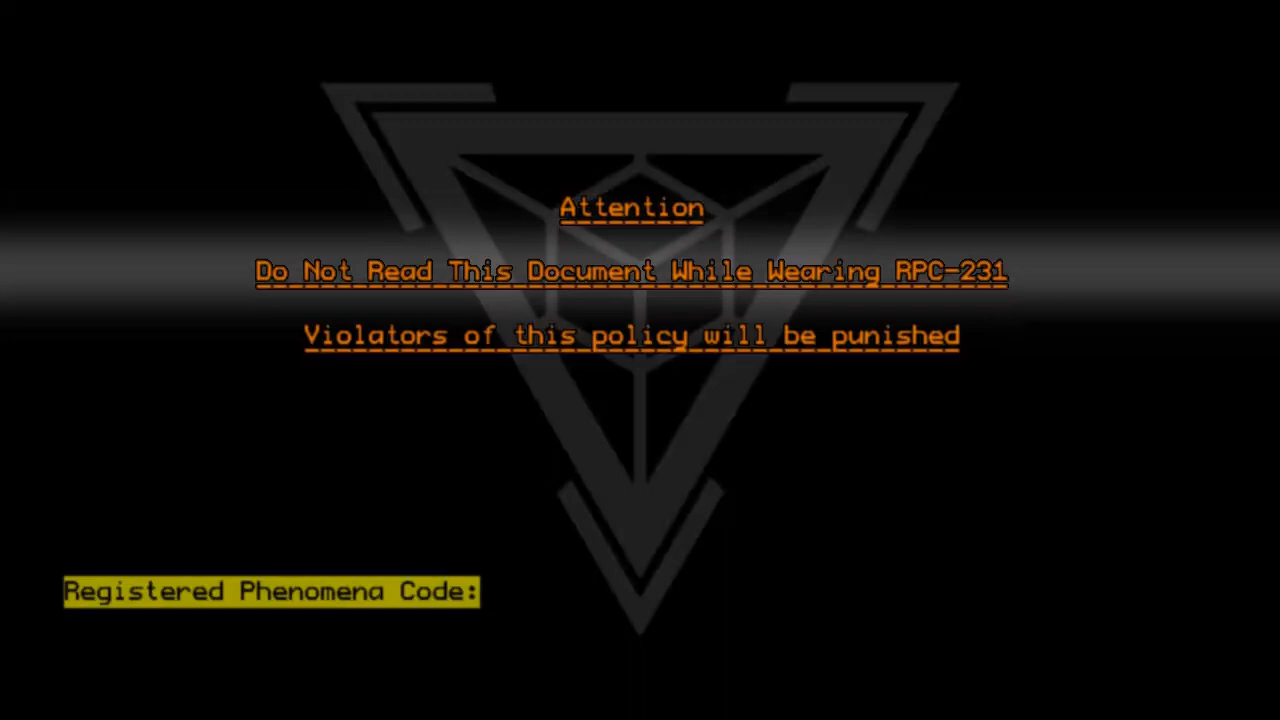 Attention
Do Not Read This Document While Wearing RPC-231
Violators of this policy will be punished
Registered Phenomena Code: